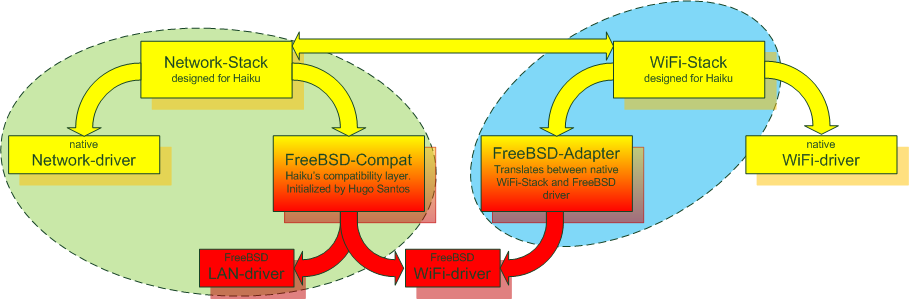 Network-Stack
designed for Haiku
WiFi-Stack
designed for Haiku
native
Network-driver
FreeBSD-Compat
Haiku's compatibility layer.
Initialized by Hugo Santos
FreeBSD-Adapter
Translates between native
WiFi-Stack and FreeBSD
driver
native
WiFi-driver
FreeBSD
LAN-driver
FreeBSD
WiFi-driver